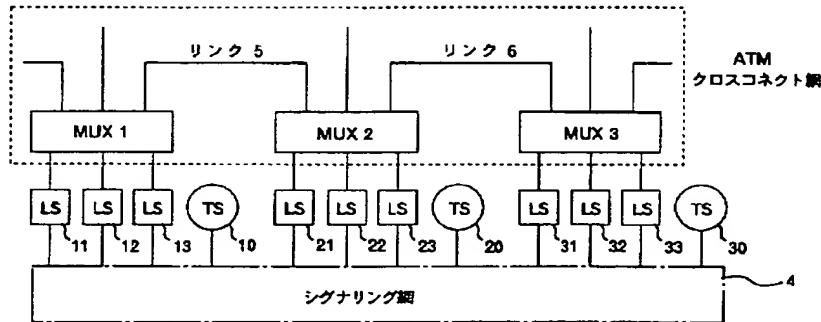 リンク 5
リンク 6
ATM
クロスコネクト網
MUX 1
MUX 2
MUX 3
LS
LS
LS
TS
LS
LS
LS
TS
LS
LS
LS
TS
11
12
13
10
21
22
23
20
31
32
33
30
シグナリング網
4